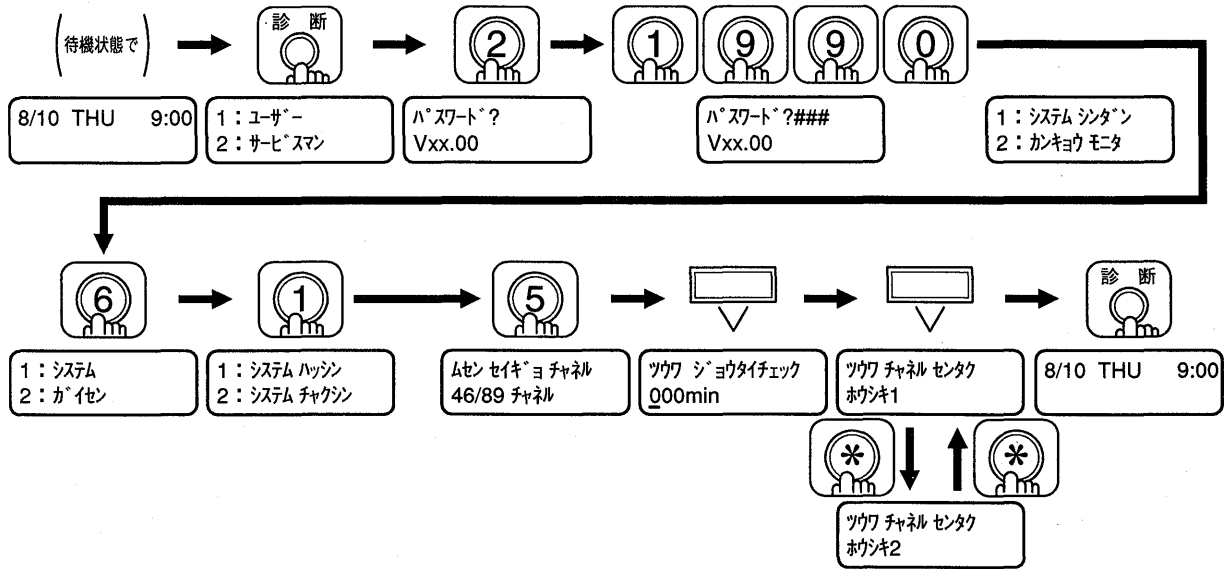 (待機状態で)
診 断
2
1
9
9
0
8/10 THU 9:00
1：ユーザー
2：サービスマン
パスワード?
Vxx.00
パスワード?###
Vxx.00
1：システム シンダン
2：カンキョウ モニタ
6
1
5
診 断
1：システム
2：ガイセン
1：システム ハッシン
2：システム チャクシン
ムセン セイギョ チャネル
46/89 チャネル
ツウワ ジョウタイチェック
000min
ツウワ チャネル センタク
ホウシキ1
8/10 THU 9:00
*
*
ツウワ チャネル センタク
ホウシキ2